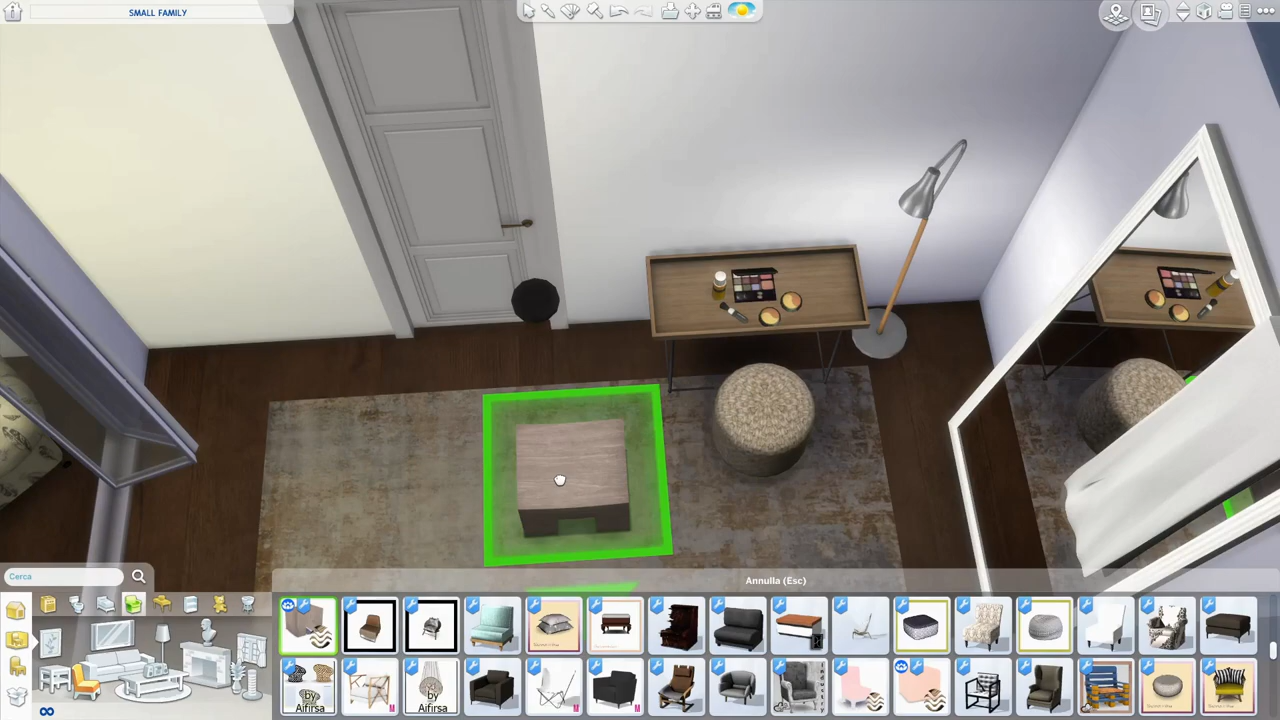 SMALL FAMILY
Annulla (Esc)
Cerca
by
Aifirsa
by
Aifirsa
M
M
M